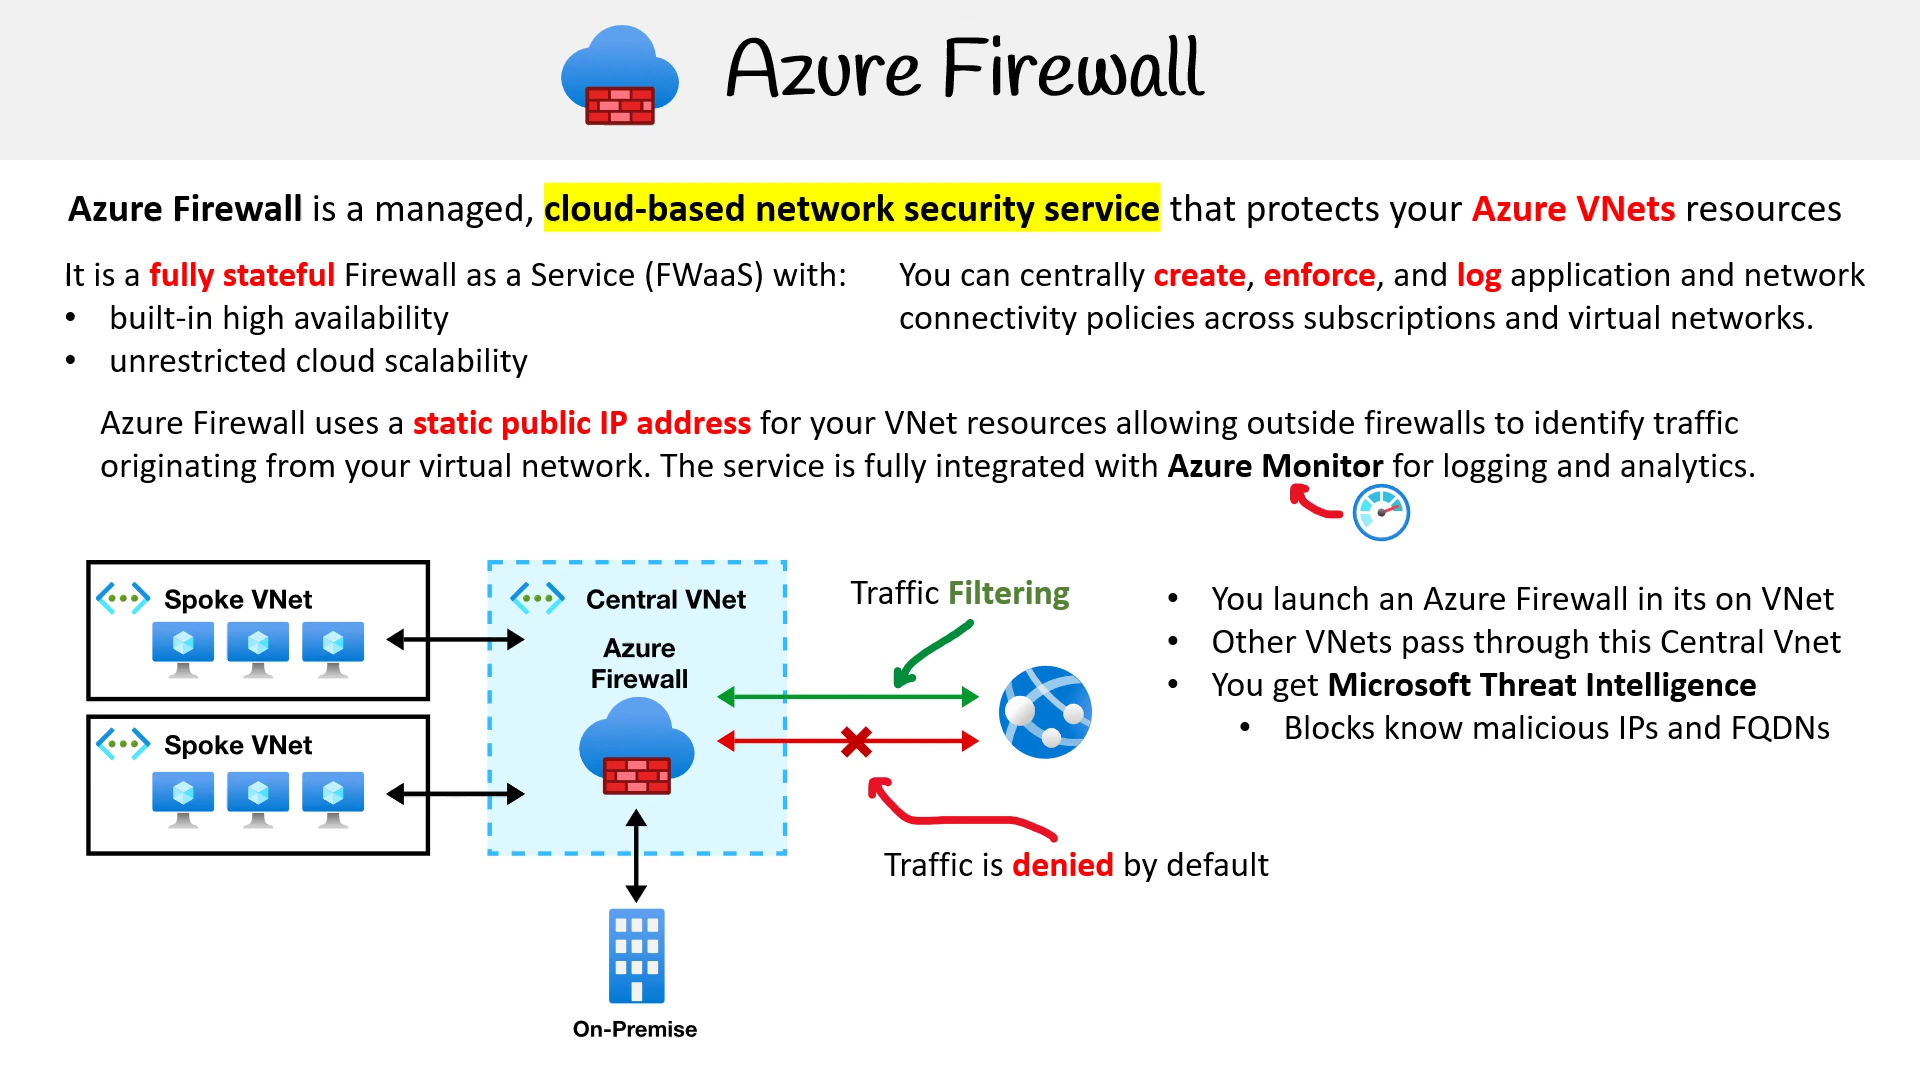 Azure Firewall
Azure Firewall is a managed, cloud-based network security service that protects your Azure VNets resources
It is a fully stateful Firewall as a Service (FWaaS) with:
• built-in high availability
• unrestricted cloud scalability
You can centrally create, enforce, and log application and network
connectivity policies across subscriptions and virtual networks.
Azure Firewall uses a static public IP address for your VNet resources allowing outside firewalls to identify traffic
originating from your virtual network. The service is fully integrated with Azure Monitor for logging and analytics.
Spoke VNet
Spoke VNet
Central VNet
Azure
Firewall
On-Premise
Traffic Filtering
Traffic is denied by default
• You launch an Azure Firewall in its on VNet
• Other VNets pass through this Central Vnet
• You get Microsoft Threat Intelligence
• Blocks know malicious IPs and FQDNs